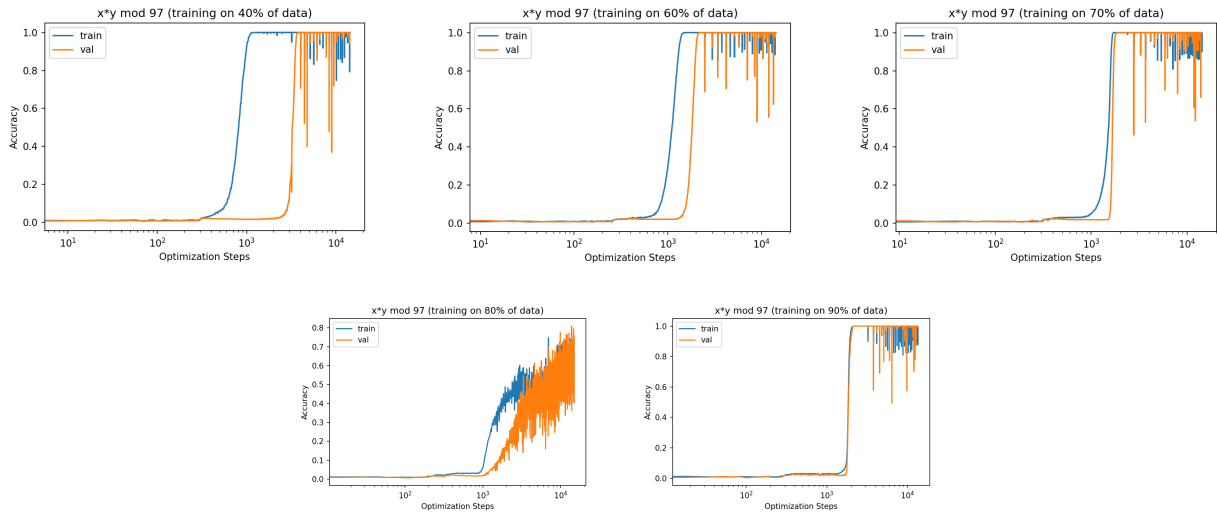 x*y mod 97 (training on 40% of data)
train
val
Accuracy
1.0
0.8
0.6
0.4
0.2
0.0
10¹
10²
10³
10⁴
Optimization Steps
x*y mod 97 (training on 60% of data)
train
val
Accuracy
1.0
0.8
0.6
0.4
0.2
0.0
10¹
10²
10³
10⁴
Optimization Steps
x*y mod 97 (training on 70% of data)
train
val
Accuracy
1.0
0.8
0.6
0.4
0.2
0.0
10¹
10²
10³
10⁴
Optimization Steps
x*y mod 97 (training on 80% of data)
train
val
Accuracy
0.8
0.7
0.6
0.5
0.4
0.3
0.2
0.1
0.0
10²
10³
10⁴
Optimization Steps
x*y mod 97 (training on 90% of data)
train
val
Accuracy
1.0
0.8
0.6
0.4
0.2
0.0
10²
10³
10⁴
Optimization Steps